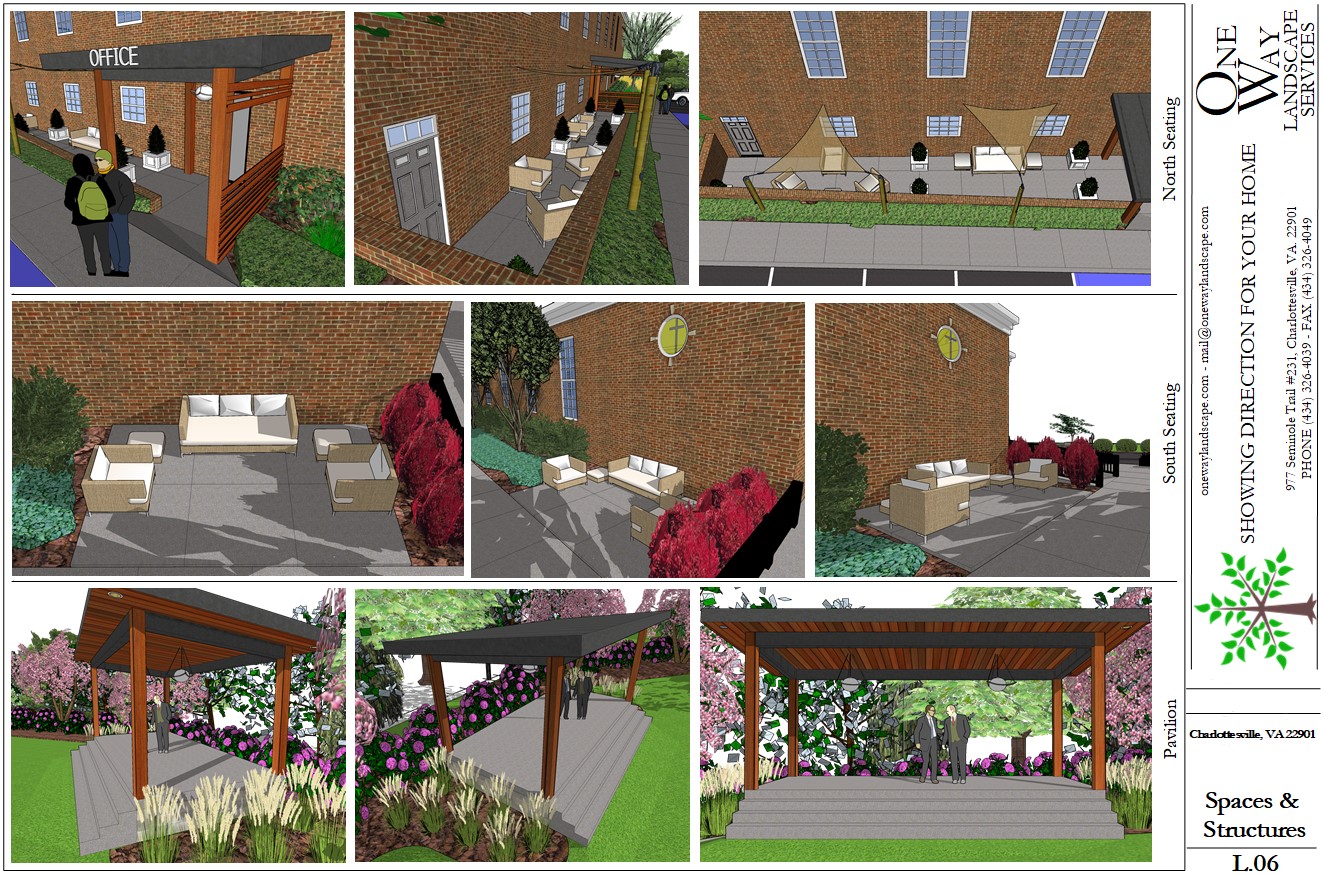 OFFICE
North Seating
South Seating
Pavilion
ONE WAY
LANDSCAPE
SERVICES
SHOWING DIRECTION FOR YOUR HOME
onewaylandscape.com - mail@onewaylandscape.com
977 Seminole Trail #231, Charlottesville, VA. 22901
PHONE (434) 326-4039 - FAX (434) 326-4049
Charlottesville, VA 22901
Spaces &
Structures
L.06